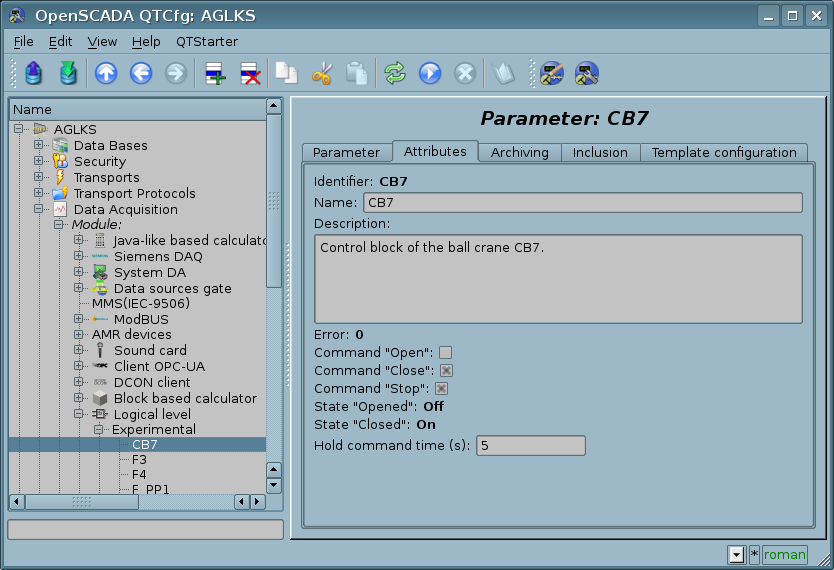 OpenSCADA QTCfg: AGLKS
File Edit View Help QTStarter
Name
AGLKS
Data Bases
Security
Transports
Transport Protocols
Data Acquisition
Module:
Java-like based calculato
Siemens DAQ
System DA
Data sources gate
MMS(IEC-9506)
ModBUS
AMR devices
Sound card
Client OPC-UA
DCON client
Block based calculator
Logical level
Experimental
CB7
F3
F4
F_PP1
Parameter: CB7
Parameter Attributes Archiving Inclusion Template configuration
Identifier: CB7
Name: CB7
Description:
Control block of the ball crane CB7.
Error: 0
Command "Open":
Command "Close":
Command "Stop":
State "Opened": Off
State "Closed": On
Hold command time (s): 5
* roman